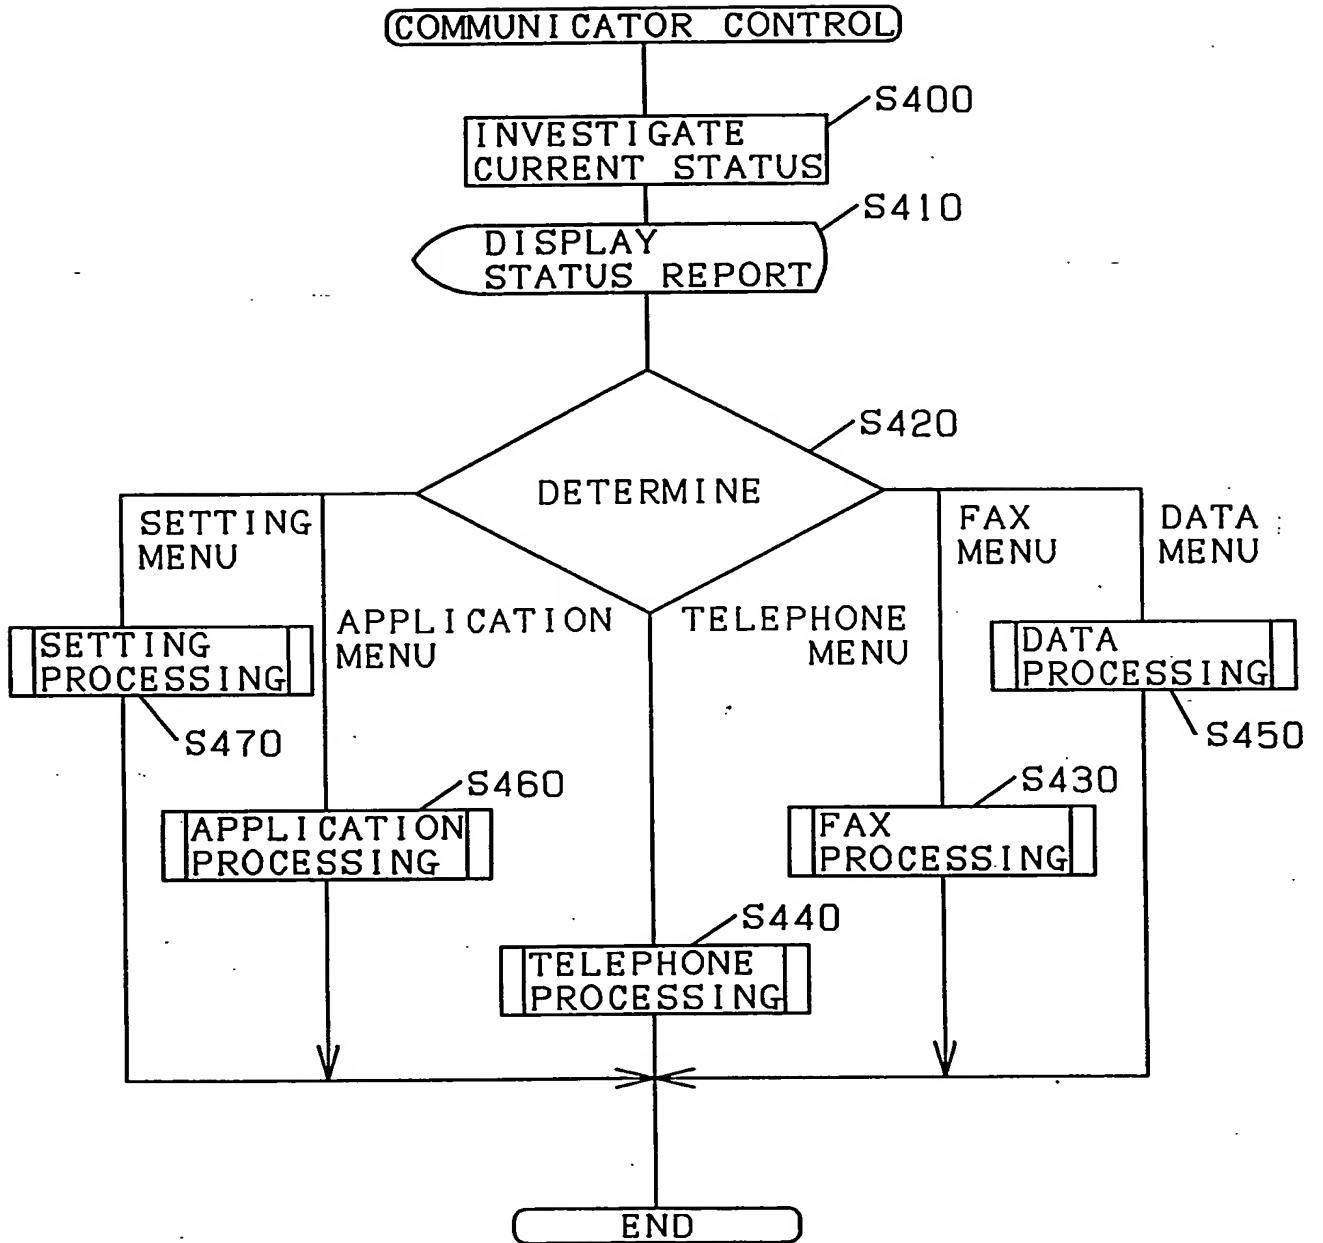 COMMUNICATOR CONTROL
S400
INVESTIGATE
CURRENT STATUS
S410
DISPLAY
STATUS REPORT
S420
DETERMINE
SETTING
MENU
FAX
MENU
DATA
MENU
APPLICATION
MENU
TELEPHONE
MENU
SETTING
PROCESSING
DATA
PROCESSING
S470
S450
S460
S430
APPLICATION
PROCESSING
FAX
PROCESSING
S440
TELEPHONE
PROCESSING
END